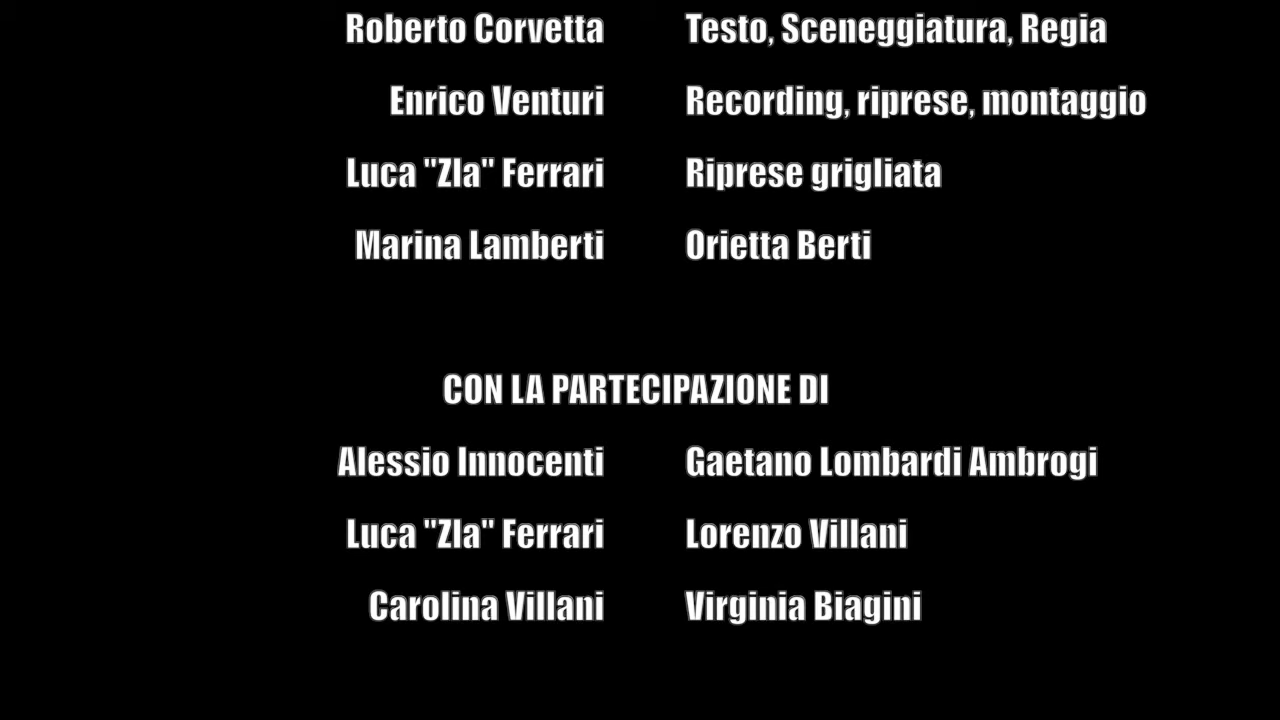 Roberto Corvetta Testo, Sceneggiatura, Regia
Enrico Venturi Recording, riprese, montaggio
Luca "Zla" Ferrari Riprese grigliata
Marina Lamberti Orietta Berti
CON LA PARTECIPAZIONE DI
Alessio Innocenti Gaetano Lombardi Ambrogi
Luca "Zla" Ferrari Lorenzo Villani
Carolina Villani Virginia Biagini